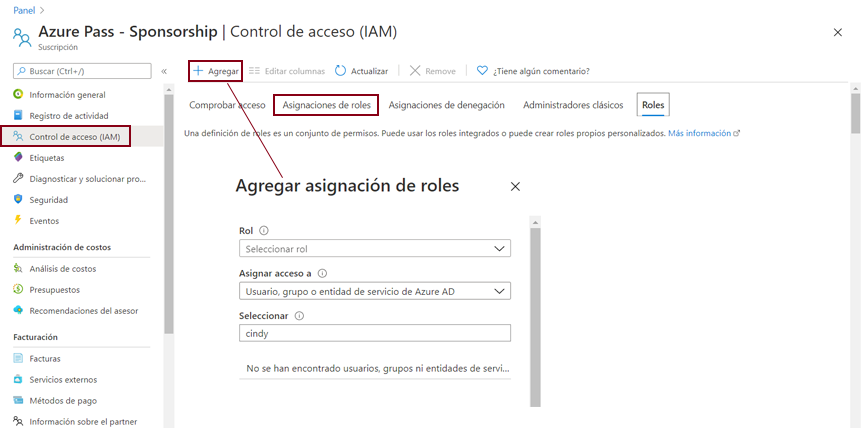 Panel
Azure Pass - Sponsorship | Control de acceso (IAM)
Suscripción
Buscar (Ctrl+/)
Información general
Registro de actividad
Control de acceso (IAM)
Etiquetas
Diagnosticar y solucionar pro...
Seguridad
Eventos
Administración de costos
Análisis de costos
Presupuestos
Recomendaciones del asesor
Facturación
Facturas
Servicios externos
Métodos de pago
Información sobre el partner
Agregar Editar columnas Actualizar Remove ¿Tiene algún comentario?
Comprobar acceso Asignaciones de roles Asignaciones de denegación Administradores clásicos Roles
Una definición de roles es un conjunto de permisos. Puede usar los roles integrados o puede crear roles propios personalizados. Más información
Agregar asignación de roles
Rol
Seleccionar rol
Asignar acceso a
Usuario, grupo o entidad de servicio de Azure AD
Seleccionar
cindy
No se han encontrado usuarios, grupos ni entidades de servi...